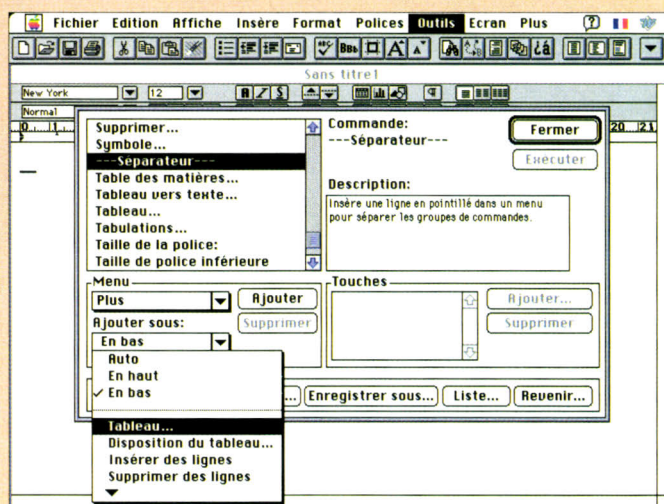 Fichier Edition Affiche Insère Format Polices Outils Ecran Plus
Sans titre1
New York 12 G I S
Normal
0 1 20 21
Supprimer...
Symbole...
---Séparateur---
Table des matières...
Tableau vers texte...
Tableau...
Tabulations...
Taille de la police:
Taille de police inférieure
Commande:
---Séparateur---
Fermer
Exécuter
Description:
Insère une ligne en pointillé dans un menu
pour séparer les groupes de commandes.
Menu
Plus
Ajouter
Ajouter sous:
Supprimer
En bas
Touches
Ajouter...
Supprimer
Auto
En haut
✓ En bas
Tableau...
Disposition du tableau...
Insérer des lignes
Supprimer des lignes
Enregistrer sous...
Liste...
Revenir...